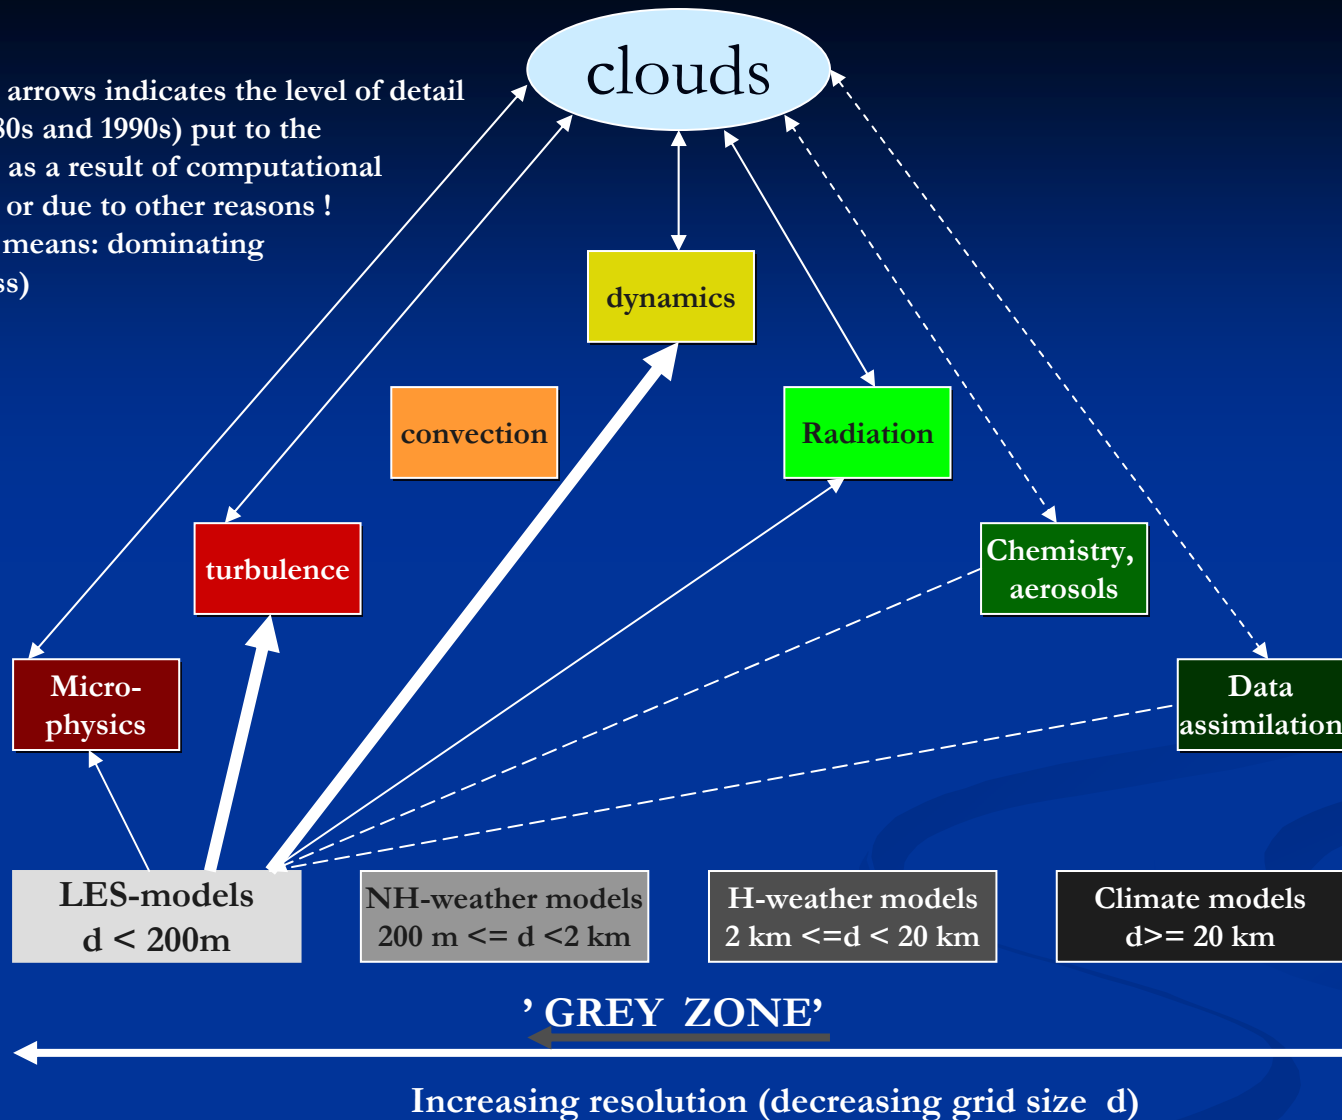 clouds
arrows indicates the level of detail
80s and 1990s) put to the
as a result of computational
or due to other reasons !
means: dominating
ss)
dynamics
convection
Radiation
turbulence
Chemistry,
aerosols
Micro-
physics
Data
assimilation
LES-models
d < 200m
NH-weather models
200 m <= d <2 km
H-weather models
2 km <=d < 20 km
Climate models
d>= 20 km
’ GREY ZONE’
Increasing resolution (decreasing grid size d)